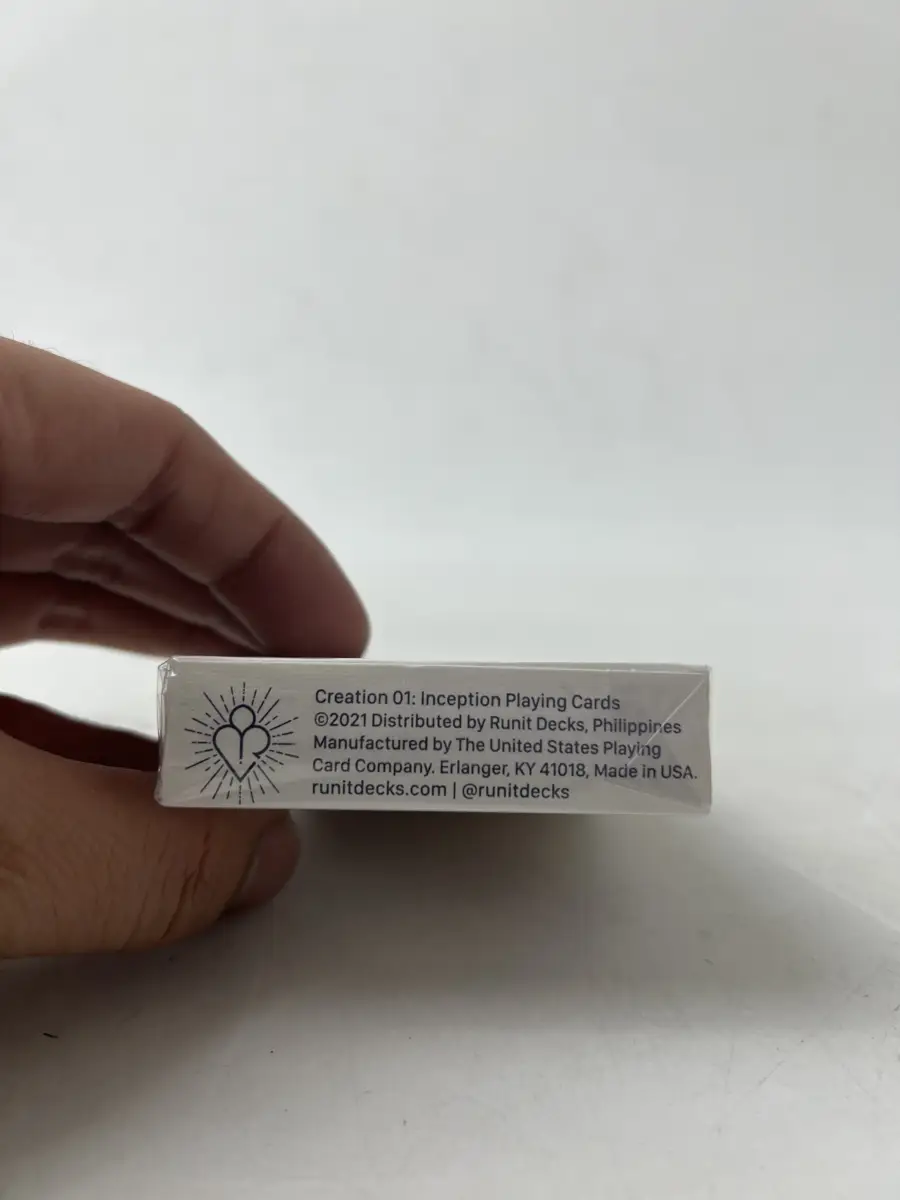 Creation 01: Inception Playing Cards
©2021 Distributed by Runit Decks, Philippines
Manufactured by The United States Playing
Card Company. Erlanger, KY 41018, Made in USA.
runitdecks.com | @runitdecks